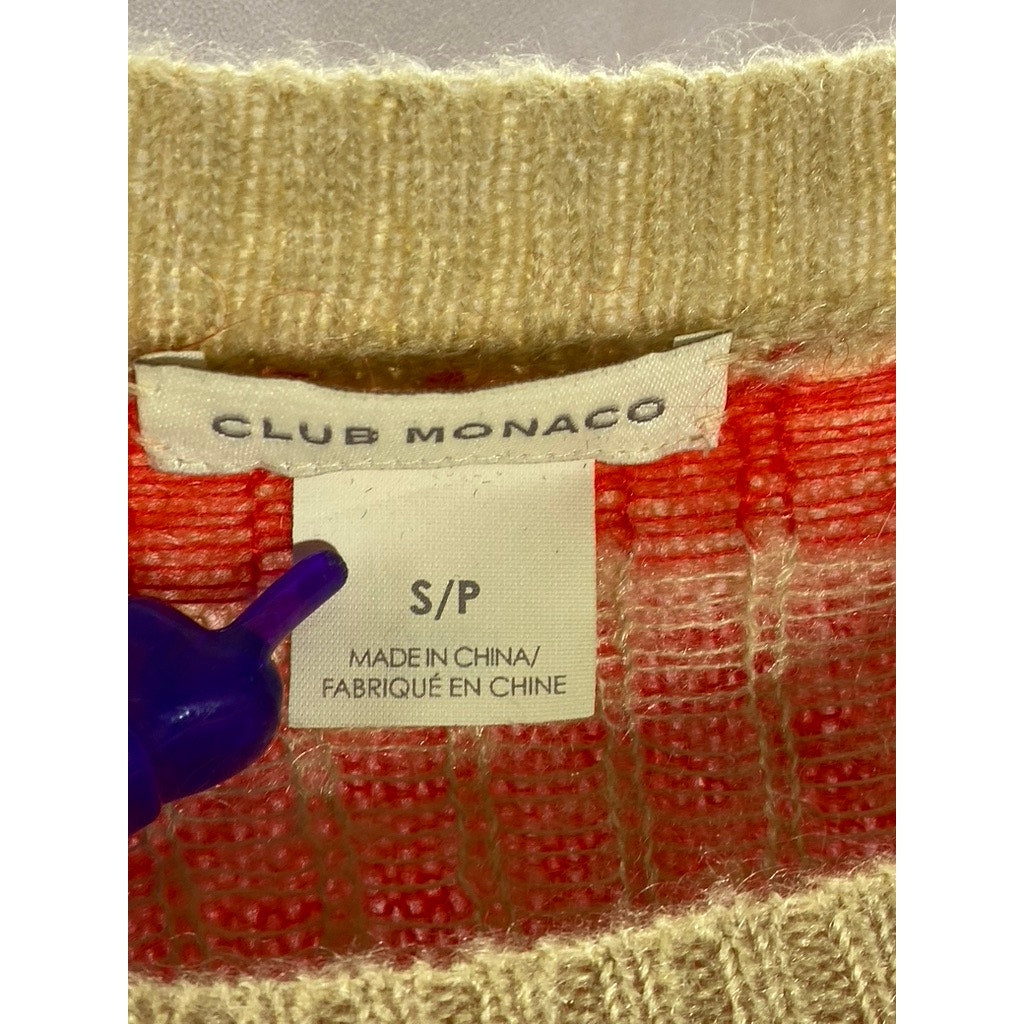 CLUB MONACO
S/P
MADE IN CHINA/
FABRIQUÉ EN CHINE